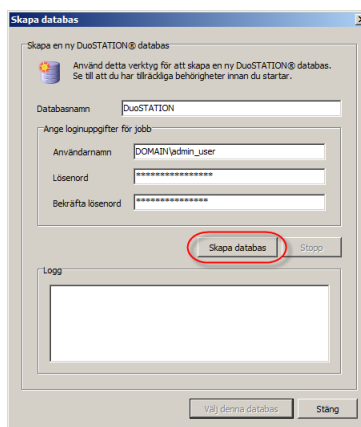 Skapa databas
Skapa en ny DuoSTATION® databas
Använd detta verktyg för att skapa en ny DuoSTATION® databas.
Se till att du har tillräckliga behörigheter innan du startar.
Databasnamn DuoSTATION
Ange loginuppgifter för jobb
Användarnamn DOMAIN\admin_user
Lösenord ****************
Bekräfta lösenord ***************
Skapa databas Stopp
Logg
Välj denna databas Stäng